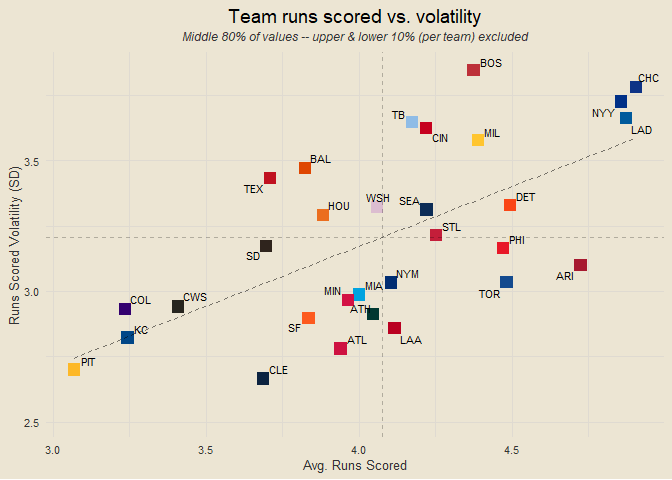 Team runs scored vs. volatility
Middle 80% of values -- upper & lower 10% (per team) excluded
BOS
CHC
NYY
LAD
TB
CIN
MIL
BAL
TEX
HOU
WSH
SEA
DET
STL
PHI
SD
ARI
NYM
TOR
MIN
MIA
COL
CWS
ATH
SF
LAA
KC
ATL
PIT
CLE
Runs Scored Volatility (SD)
3.5
3.0
2.5
3.0
3.5
4.0
4.5
Avg. Runs Scored